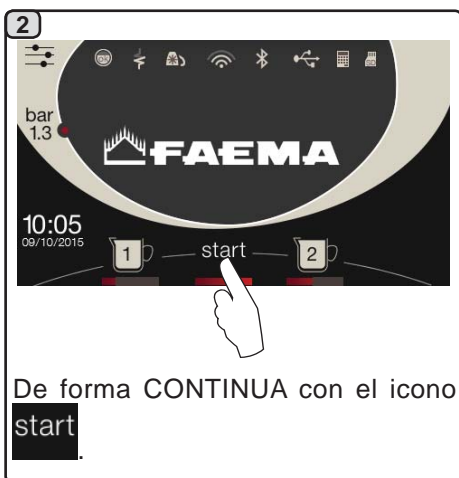 2
bar
1.3
FAEMA
10:05
09/10/2015
1 start 2
De forma CONTINUA con el icono
start.